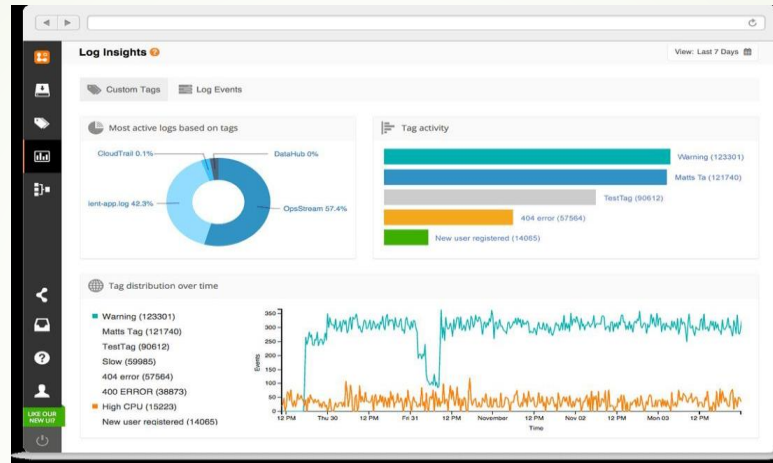 Log Insights
View: Last 7 Days
Custom Tags
Log Events
Most active logs based on tags
CloudTrail 0.1%
DataHub 0%
ient-app.log 42.3%
OpsStream 57.4%
Tag activity
Warning (123301)
Matts Ta (121740)
TestTag (90612)
404 error (57564)
New user registered (14065)
Tag distribution over time
Warning (123301)
Matts Tag (121740)
TestTag (90612)
Slow (59985)
404 error (57564)
400 ERROR (38873)
High CPU (15223)
New user registered (14065)
Events
350
300
250
200
150
100
50
0
12 PM Thu 30 12 PM Fri 31 12 PM November 12 PM Nov 02 12 PM Mon 03 12 PM
Time
LIKE OUR
NEW UI?